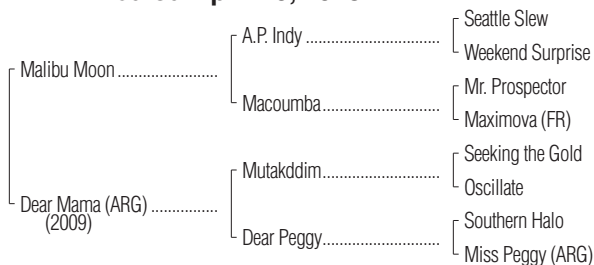 Seattle Slew
A.P. Indy
Weekend Surprise
Malibu Moon
Mr. Prospector
Macoumba
Maximova (FR)
Seeking the Gold
Mutakddim
Oscillate
Dear Mama (ARG)
(2009)
Southern Halo
Dear Peggy
Miss Peggy (ARG)